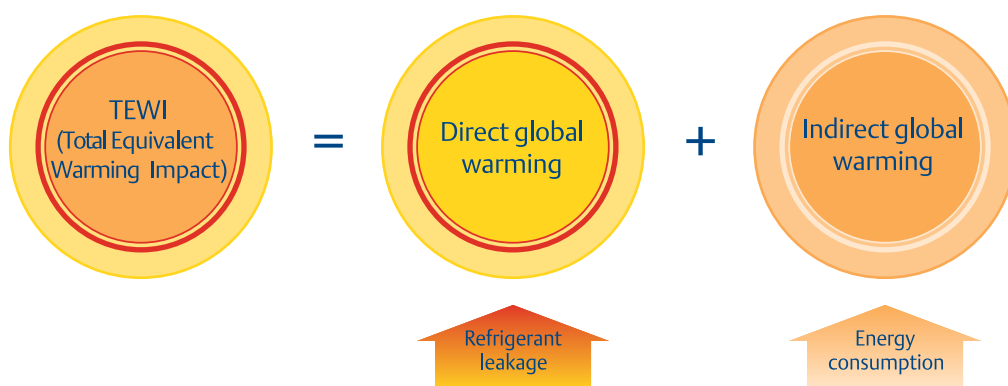 TEWI
(Total Equivalent
Warming Impact)
=
Direct global
warming
+
Indirect global
warming
Refrigerant
leakage
Energy
consumption